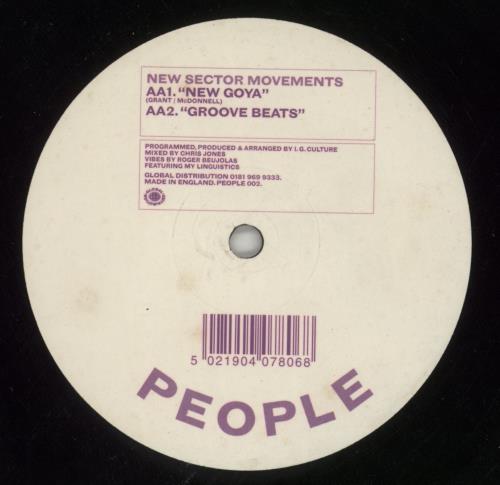 NEW SECTOR MOVEMENTS
AA1. “NEW GOYA”
(GRANT / McDONNELL)
AA2. “GROOVE BEATS”
PROGRAMMED, PRODUCED & ARRANGED BY I. G. CULTURE
MIXED BY CHRIS JONES
VIBES BY ROGER BEUJOLAS
FEATURING MY LINGUISTICS
GLOBAL DISTRIBUTION 0181 969 9333.
MADE IN ENGLAND. PEOPLE 002.
5 021904 078068
PEOPLE